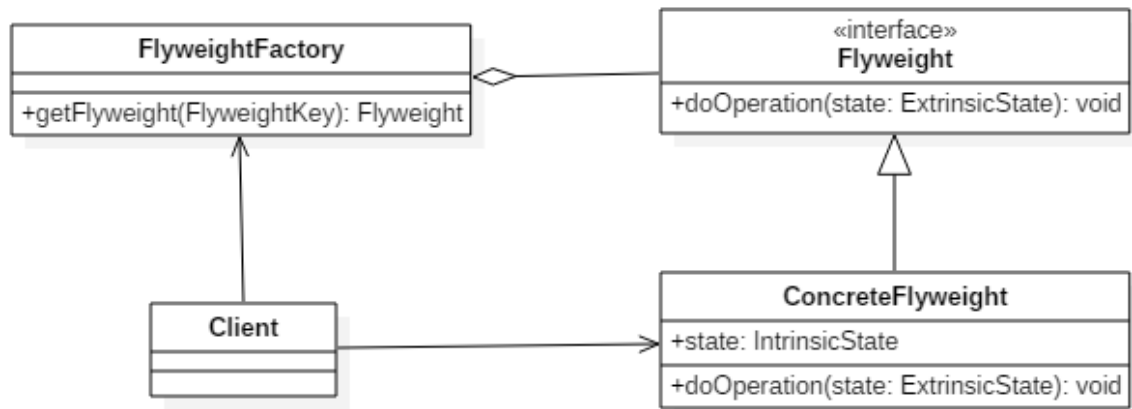 FlyweightFactory
+getFlyweight(FlyweightKey): Flyweight
«interface»
Flyweight
+doOperation(state: ExtrinsicState): void
Client
ConcreteFlyweight
+state: IntrinsicState
+doOperation(state: ExtrinsicState): void